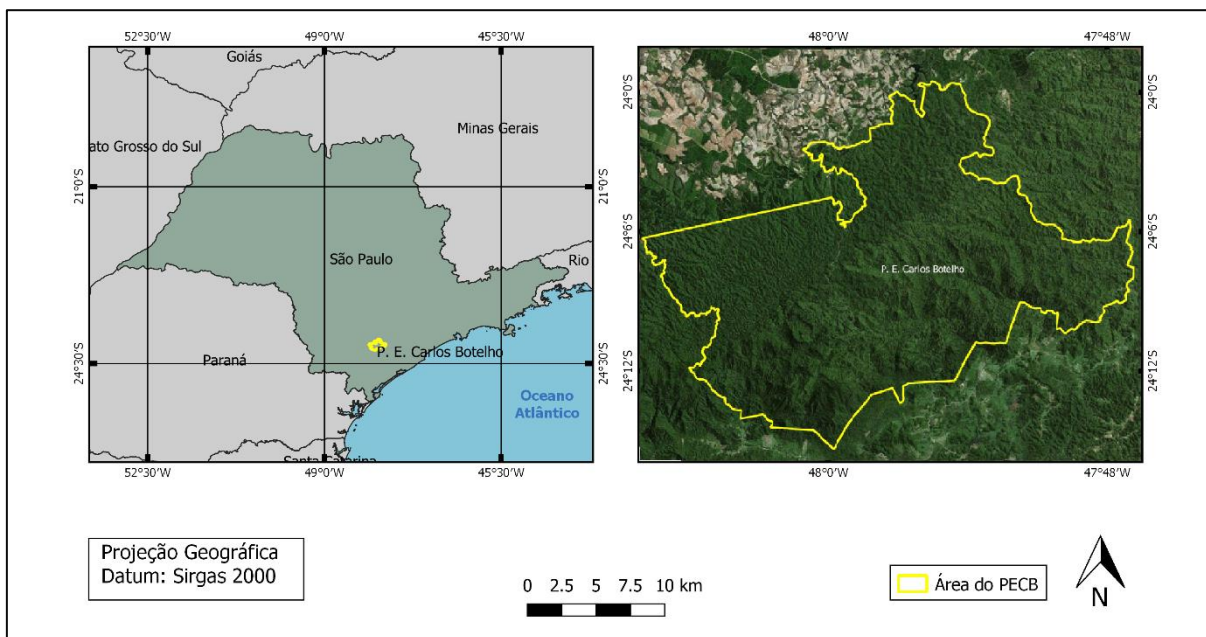 52°30'W 49°0'W 45°30'W
48°0'W 47°48'W
Goiás
Minas Gerais
ato Grosso do Sul
21°0'S
21°0'S
São Paulo
Rio
Paraná
P. E. Carlos Botelho
24°30'S
24°30'S
Oceano
Atlântico
Santa Catarina
52°30'W 49°0'W 45°30'W
24°0'S
24°0'S
24°6'S
24°6'S
P. E. Carlos Botelho
24°12'S
24°12'S
48°0'W 47°48'W
Projeção Geográfica
Datum: Sirgas 2000
0 2.5 5 7.5 10 km
Área do PECB
N